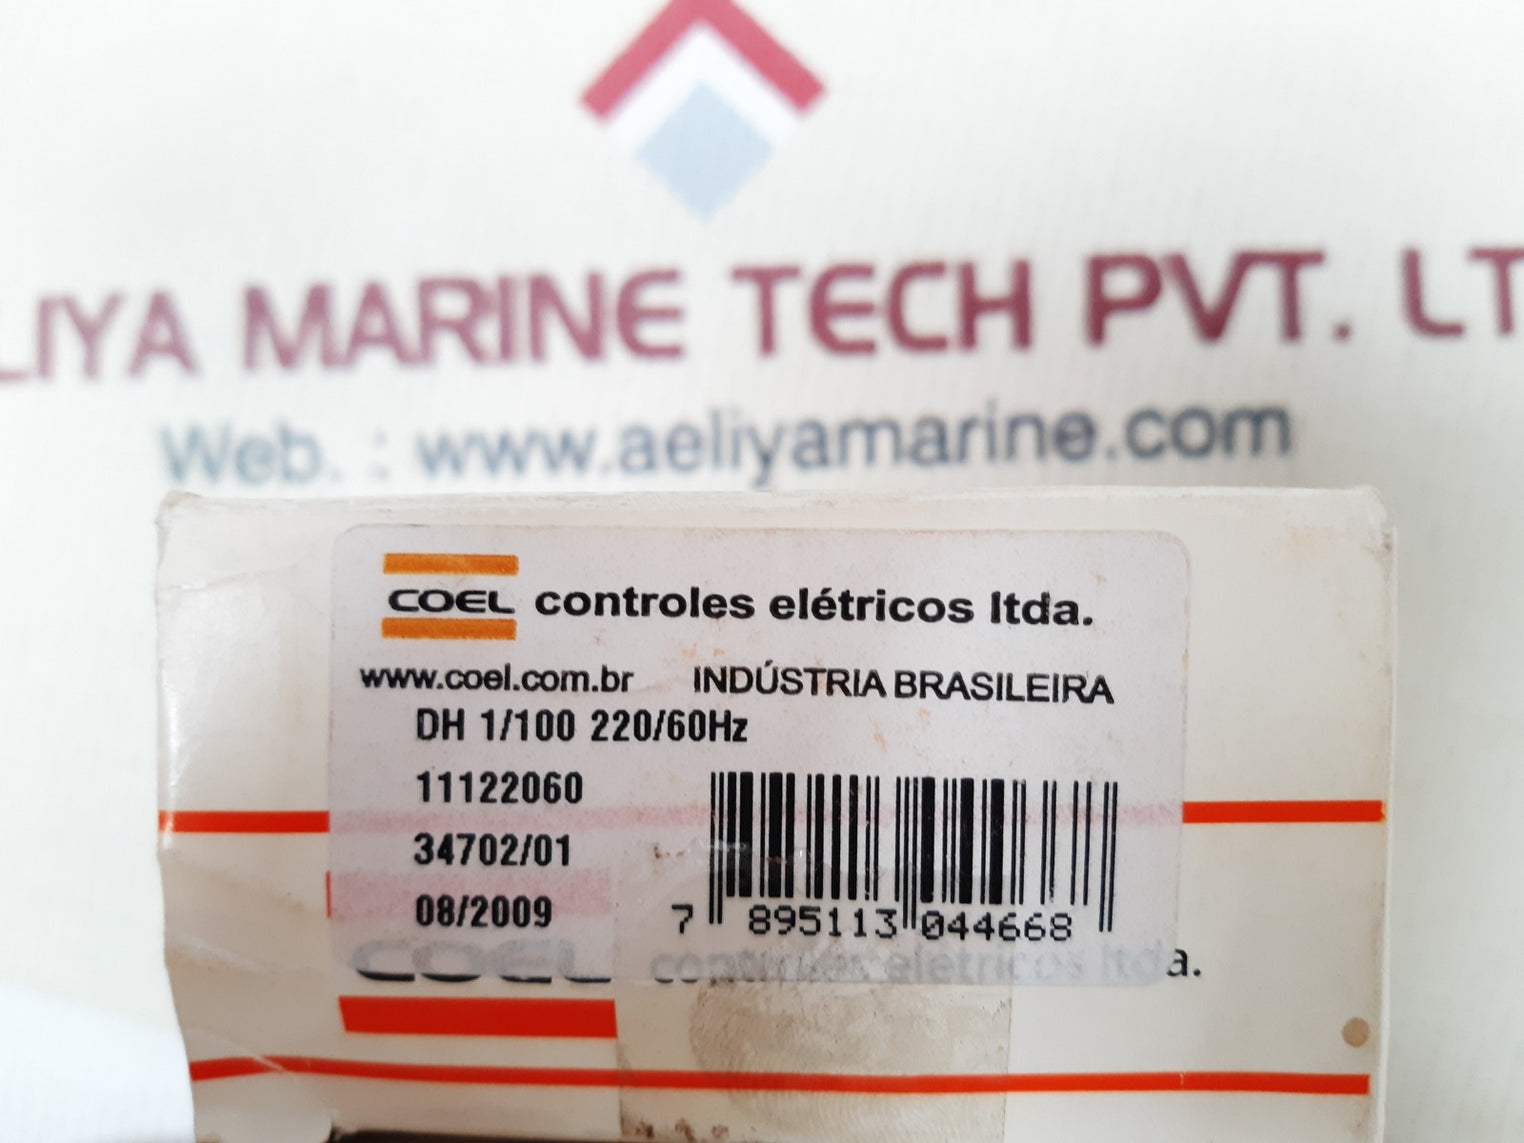 LIYA MARINE TECH PVT. LT
Web. : www.aeliyamarine.com
COEL controles elétricos ltda.
www.coel.com.br INDÚSTRIA BRASILEIRA
DH 1/100 220/60Hz
11122060
34702/01
08/2009
7 895113 044668
COEL controles eletricos ltda.